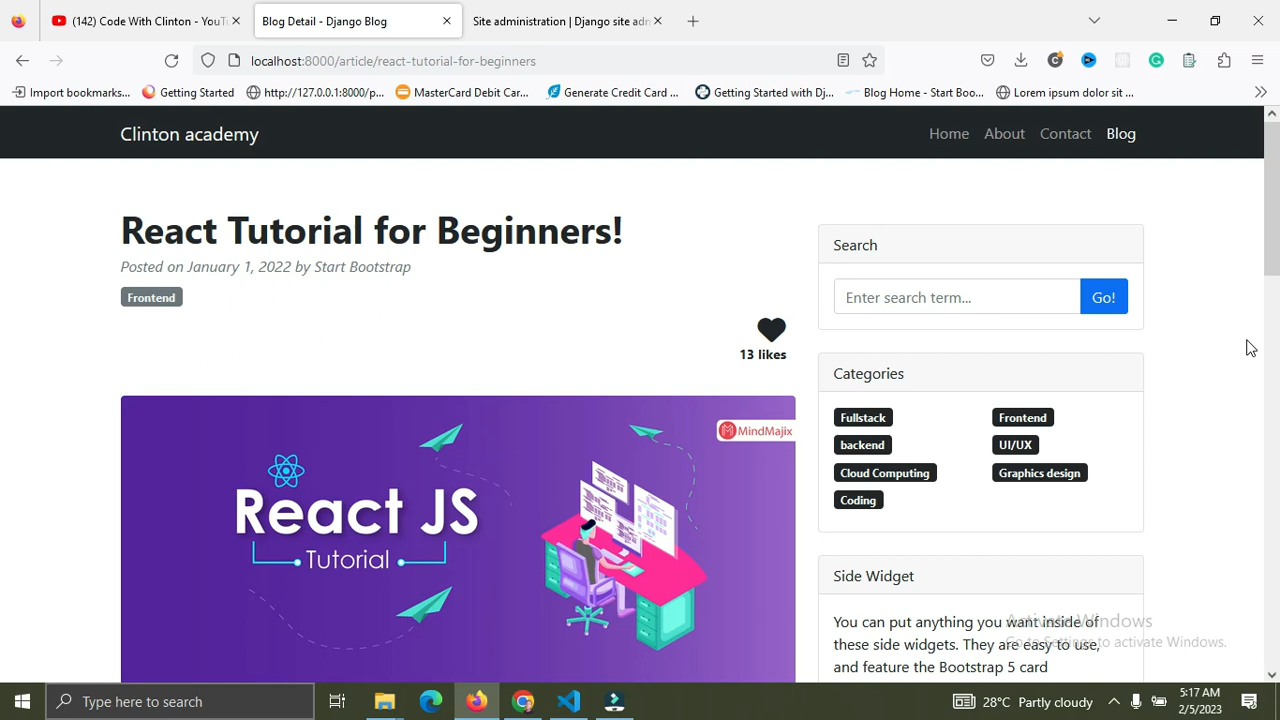 (142) Code With Clinton - YouTu
Blog Detail - Django Blog
Site administration | Django site adm
localhost:8000/article/react-tutorial-for-beginners
Import bookmarks...
Getting Started
http://127.0.0.1:8000/p...
MasterCard Debit Car...
Generate Credit Card ...
Getting Started with Dj...
Blog Home - Start Boo...
Lorem ipsum dolor sit ...
Clinton academy
Home
About
Contact
Blog
React Tutorial for Beginners!
Posted on January 1, 2022 by Start Bootstrap
Frontend
13 likes
MindMajix
React JS
Tutorial
Search
Enter search term...
Go!
Categories
Fullstack
Frontend
backend
UI/UX
Cloud Computing
Graphics design
Coding
Side Widget
You can put anything you want inside of
these side widgets. They are easy to use,
and feature the Bootstrap 5 card
Activate Windows
Go to Settings to activate Windows.
Type here to search
28°C Partly cloudy
5:17 AM
2/5/2023